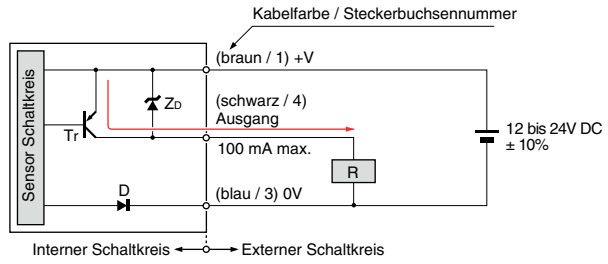 Kabelfarbe / Steckerbuchsennummer
(braun / 1) +V
Sensor Schaltkreis
Tr
ZD
(schwarz / 4)
Ausgang
100 mA max.
12 bis 24V DC
± 10%
R
D
(blau / 3) 0V
Interner Schaltkreis
Externer Schaltkreis